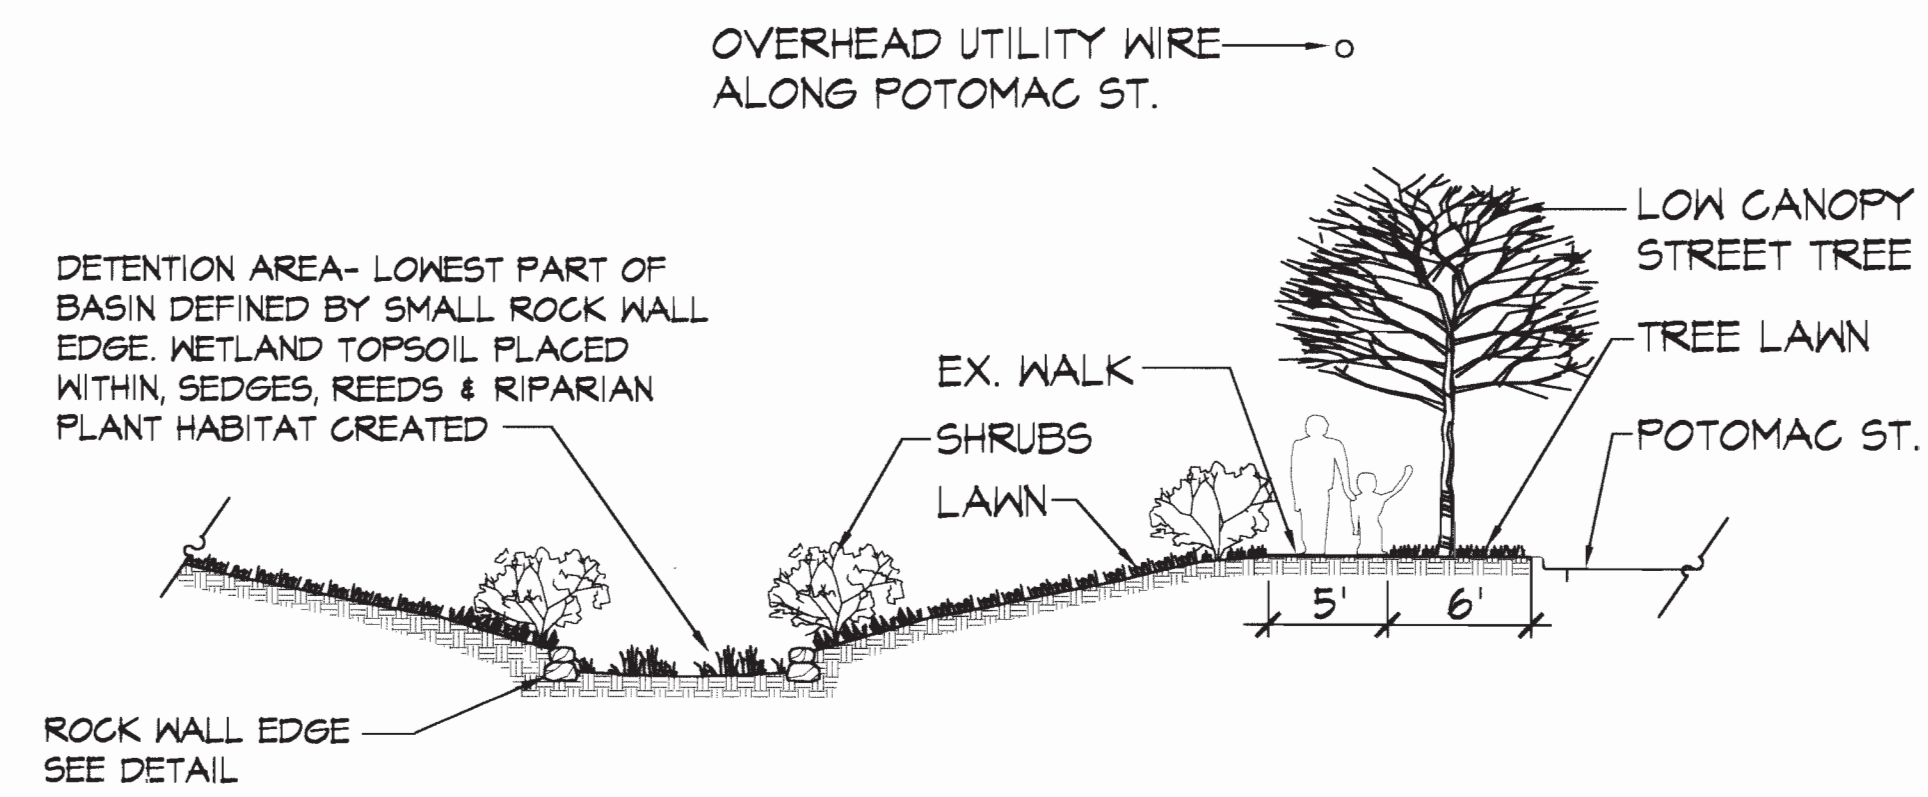 OVERHEAD UTILITY WIRE
ALONG POTOMAC ST.
LOW CANOPY
STREET TREE
DETENTION AREA- LOWEST PART OF
BASIN DEFINED BY SMALL ROCK WALL
EDGE. WETLAND TOPSOIL PLACED
WITHIN, SEDGES, REEDS & RIPARIAN
PLANT HABITAT CREATED
TREE LAWN
EX. WALK
SHRUBS
POTOMAC ST.
LAWN
5' 6'
ROCK WALL EDGE
SEE DETAIL